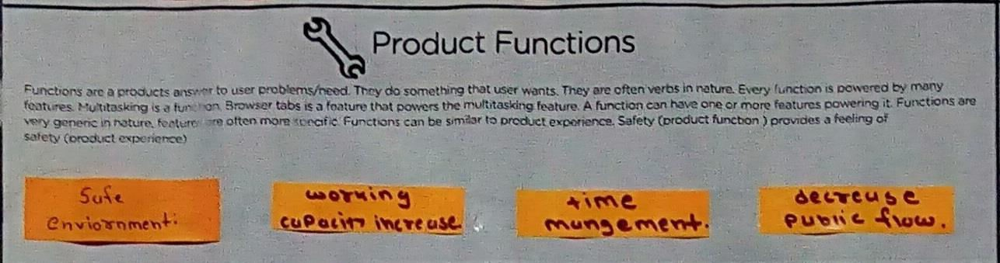 Product Functions
Functions are a products answer to user problems/need. They do something that user wants. They are often verbs in nature. Every function is powered by many
features. Multitasking is a function. Browser tabs is a feature that powers the multitasking feature. A function can have one or more features powering it. Functions are
very generic in nature, features are often more specific. Functions can be similar to product experience. Safety (product function ) provides a feeling of
safety (product experience)
Safe
enviornment.
working
capacity increase
time
mangement.
decrease
public flow.